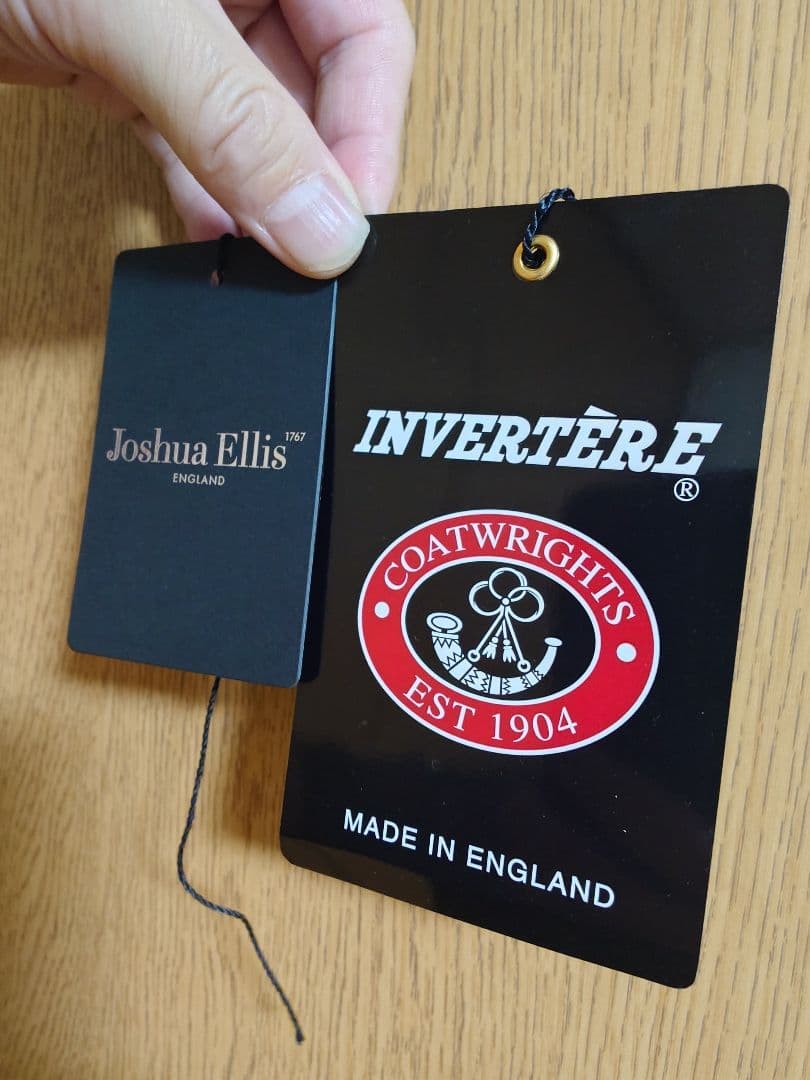 Joshua Ellis 1767
ENGLAND
INVERTÈRE
®
COATWRIGHTS
EST 1904
MADE IN ENGLAND